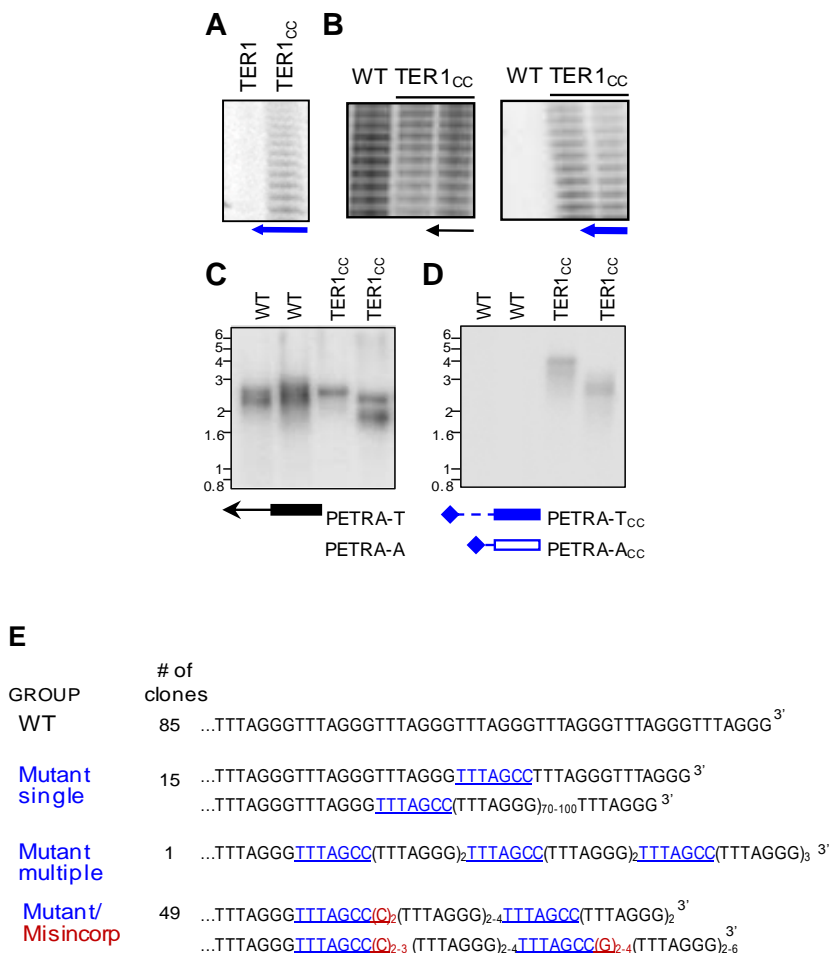 A
B
TER1
TER1CC
WT TER1CC
WT TER1CC
C
D
WT
WT
TER1CC
TER1CC
WT
WT
TER1CC
TER1CC
6
5
4
3
2
1.6
1
0.8
6
5
4
3
2
1.6
1
0.8
PETRA-T
PETRA-A
PETRA-TCC
PETRA-ACC
E
GROUP
# of
clones
WT 85 ...TTTAGGGTTTAGGGTTTAGGGTTTAGGGTTTAGGGTTTAGGGTTTAGGG3'
Mutant
single
15 ...TTTAGGGTTTAGGGTTTAGGGTTTAGCCTTTAGGGTTTAGGG 3'
...TTTAGGGTTTAGGGTTTAGCC(TTTAGGG)70-100TTTAGGG 3'
Mutant
multiple
1 ...TTTAGGGTTTAGCC(TTTAGGG)2TTTAGCC(TTTAGGG)2TTTAGCC(TTTAGGG)3 3'
Mutant/
Misincorp
49 ...TTTAGGGTTTAGCC(C)2(TTTAGGG)2-4TTTAGCC(TTTAGGG)2 3'
...TTTAGGGTTTAGCC(C)2-3 (TTTAGGG)2-4TTTAGCC(G)2-4(TTTAGGG)2-6 3'